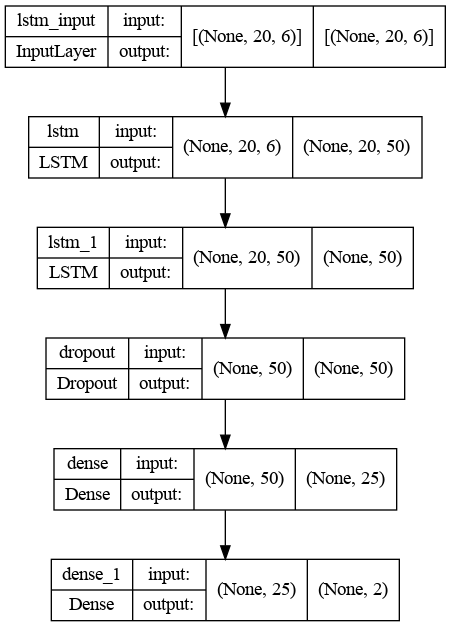 lstm_input input: [(None, 20, 6)] [(None, 20, 6)]
InputLayer output:
lstm input: (None, 20, 6) (None, 20, 50)
LSTM output:
lstm_1 input: (None, 20, 50) (None, 50)
LSTM output:
dropout input: (None, 50) (None, 50)
Dropout output:
dense input: (None, 50) (None, 25)
Dense output:
dense_1 input: (None, 25) (None, 2)
Dense output: